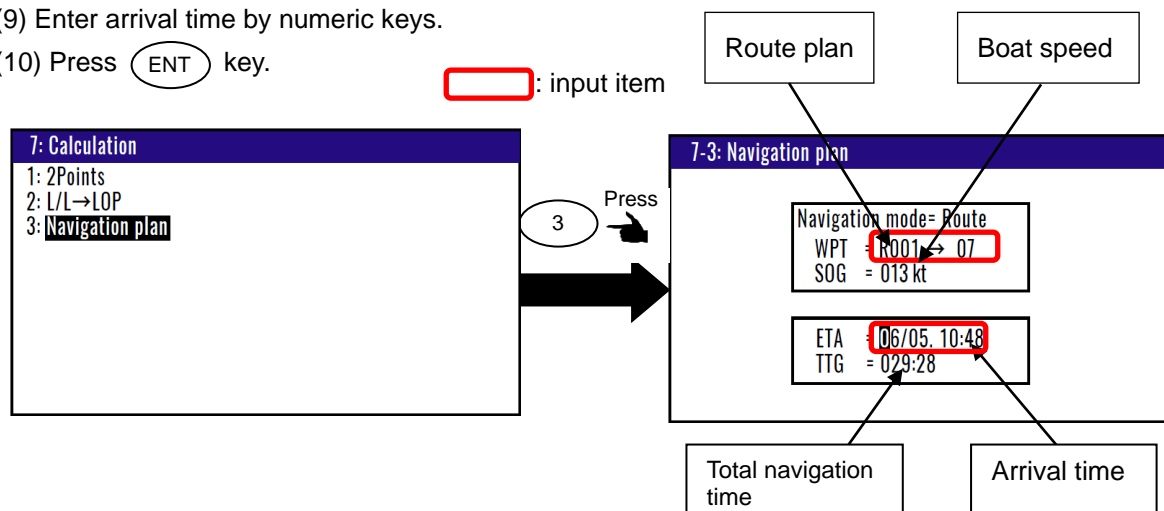 (9) Enter arrival time by numeric keys.
(10) Press ENT key.
: input item
Route plan
Boat speed
7: Calculation
1: 2Points
2: L/L→LOP
3: Navigation plan
3
Press
7-3: Navigation plan
Navigation mode= Route
WPT = R001 → 07
SOG = 013 kt
ETA = 06/05. 10:48
TTG = 029:28
Total navigation
time
Arrival time